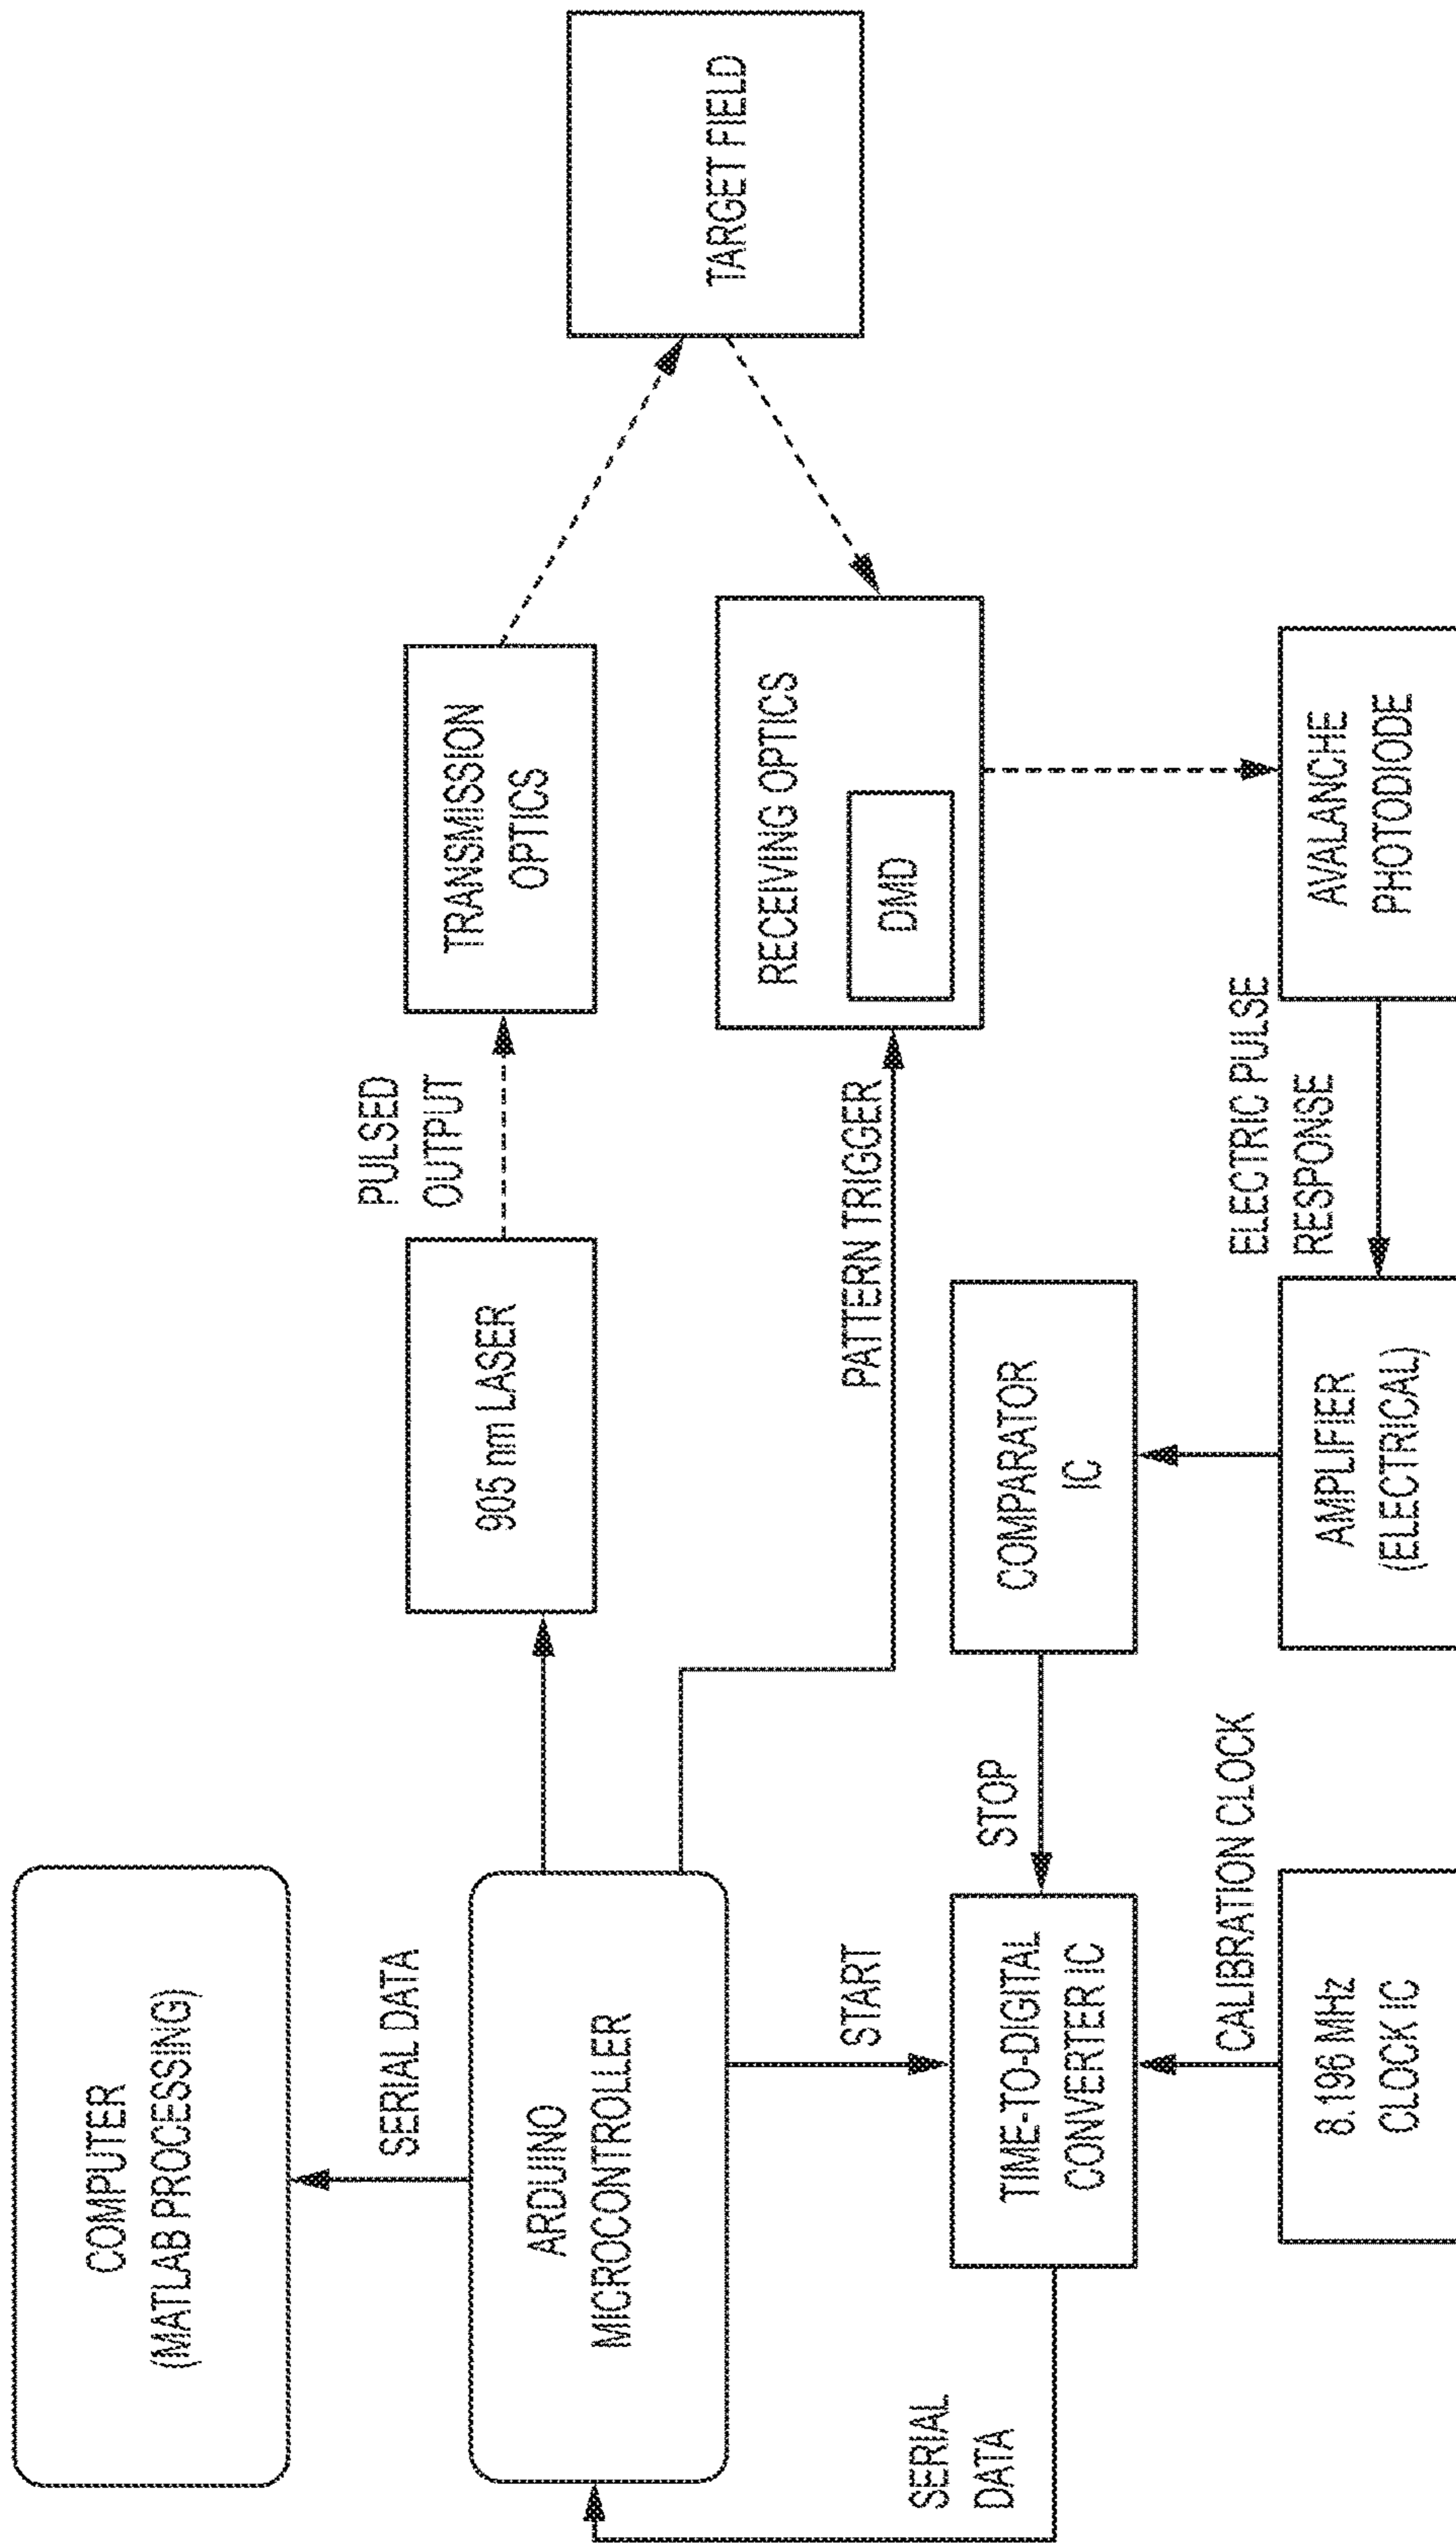 COMPUTER
(MATLAB PROCESSING)
SERIAL DATA
ARDUINO
MICROCONTROLLER
905 nm LASER
PULSED
OUTPUT
TRANSMISSION
OPTICS
TARGET FIELD
PATTERN TRIGGER
RECEIVING OPTICS
DMD
SERIAL
DATA
START
TIME-TO-DIGITAL
CONVERTER IC
STOP
COMPARATOR
IC
CALIBRATION CLOCK
8.196 MHz
CLOCK IC
AMPLIFIER
(ELECTRICAL)
ELECTRIC PULSE
RESPONSE
AVALANCHE
PHOTODIODE